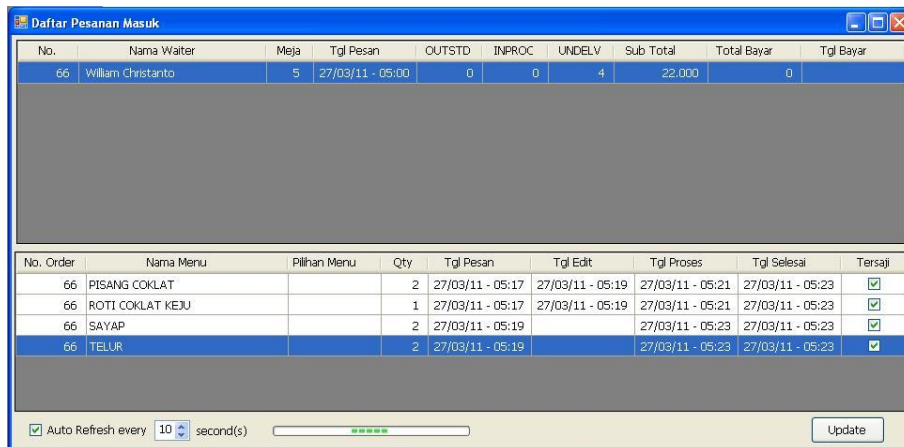 Daftar Pesanan Masuk
No. Nama Waiter Meja Tgl Pesan OUTSTD INPROC UNDELV Sub Total Total Bayar Tgl Bayar
66 William Christanto 5 27/03/11 - 05:00 0 0 4 22.000 0
No. Order Nama Menu Pilihan Menu Qty Tgl Pesan Tgl Edit Tgl Proses Tgl Selesai Tersaji
66 PISANG COKLAT 2 27/03/11 - 05:17 27/03/11 - 05:19 27/03/11 - 05:21 27/03/11 - 05:23
66 ROTI COKLAT KEJU 1 27/03/11 - 05:17 27/03/11 - 05:19 27/03/11 - 05:21 27/03/11 - 05:23
66 SAYAP 2 27/03/11 - 05:19 27/03/11 - 05:23 27/03/11 - 05:23
66 TELUR 2 27/03/11 - 05:19 27/03/11 - 05:23 27/03/11 - 05:23
Auto Refresh every 10 second(s) Update